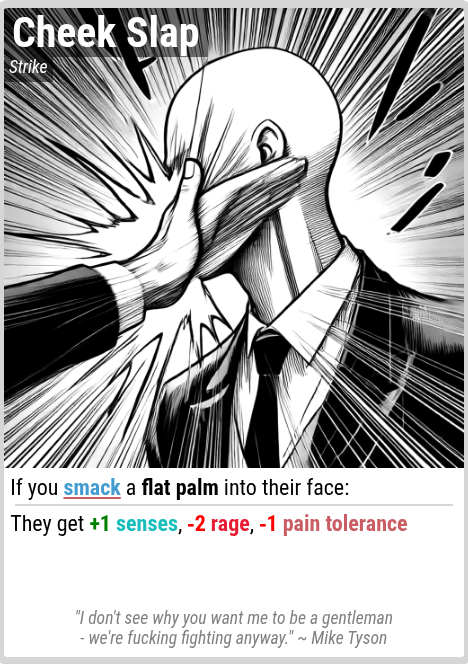 Cheek Slap
Strike
If you smack a flat palm into their face:
They get +1 senses, -2 rage, -1 pain tolerance
"I don't see why you want me to be a gentleman
- we're fucking fighting anyway." ~ Mike Tyson